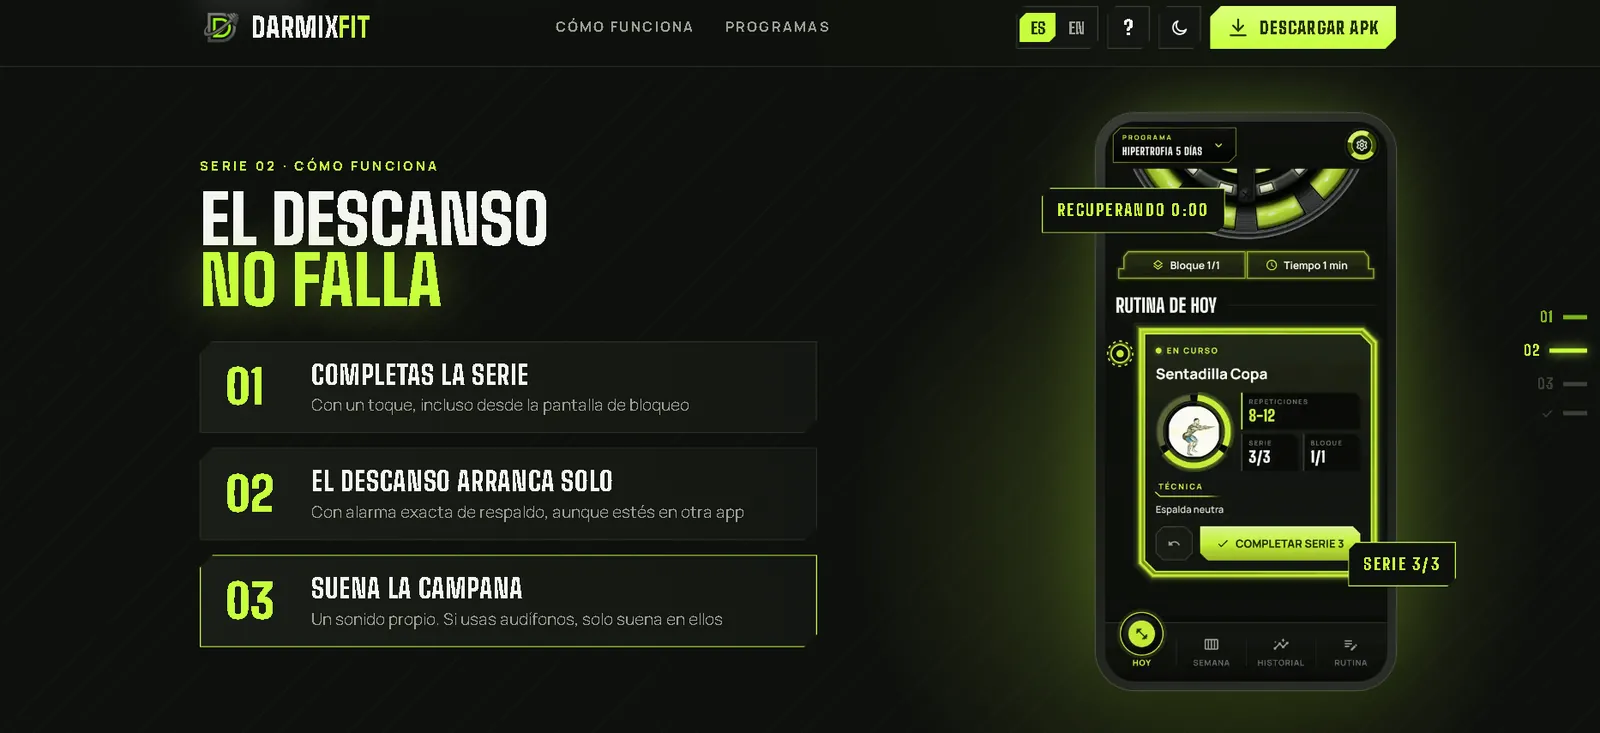 DARMIXFIT
CÓMO FUNCIONA
PROGRAMAS
ES
EN
?
DESCARGAR APK
SERIE 02 · CÓMO FUNCIONA
EL DESCANSO
NO FALLA
01
COMPLETAS LA SERIE
Con un toque, incluso desde la pantalla de bloqueo
02
EL DESCANSO ARRANCA SOLO
Con alarma exacta de respaldo, aunque estés en otra app
03
SUENA LA CAMPANA
Un sonido propio. Si usas audífonos, solo suena en ellos
PROGRAMA
HIPERTROFIA 5 DÍAS
RECUPERANDO 0:00
Bloque 1/1
Tiempo 1 min
RUTINA DE HOY
EN CURSO
Sentadilla Copa
REPETICIONES
8-12
SERIE
3/3
BLOQUE
1/1
TÉCNICA
Espalda neutra
COMPLETAR SERIE 3
SERIE 3/3
HOY
SEMANA
HISTORIAL
RUTINA
01
02
03